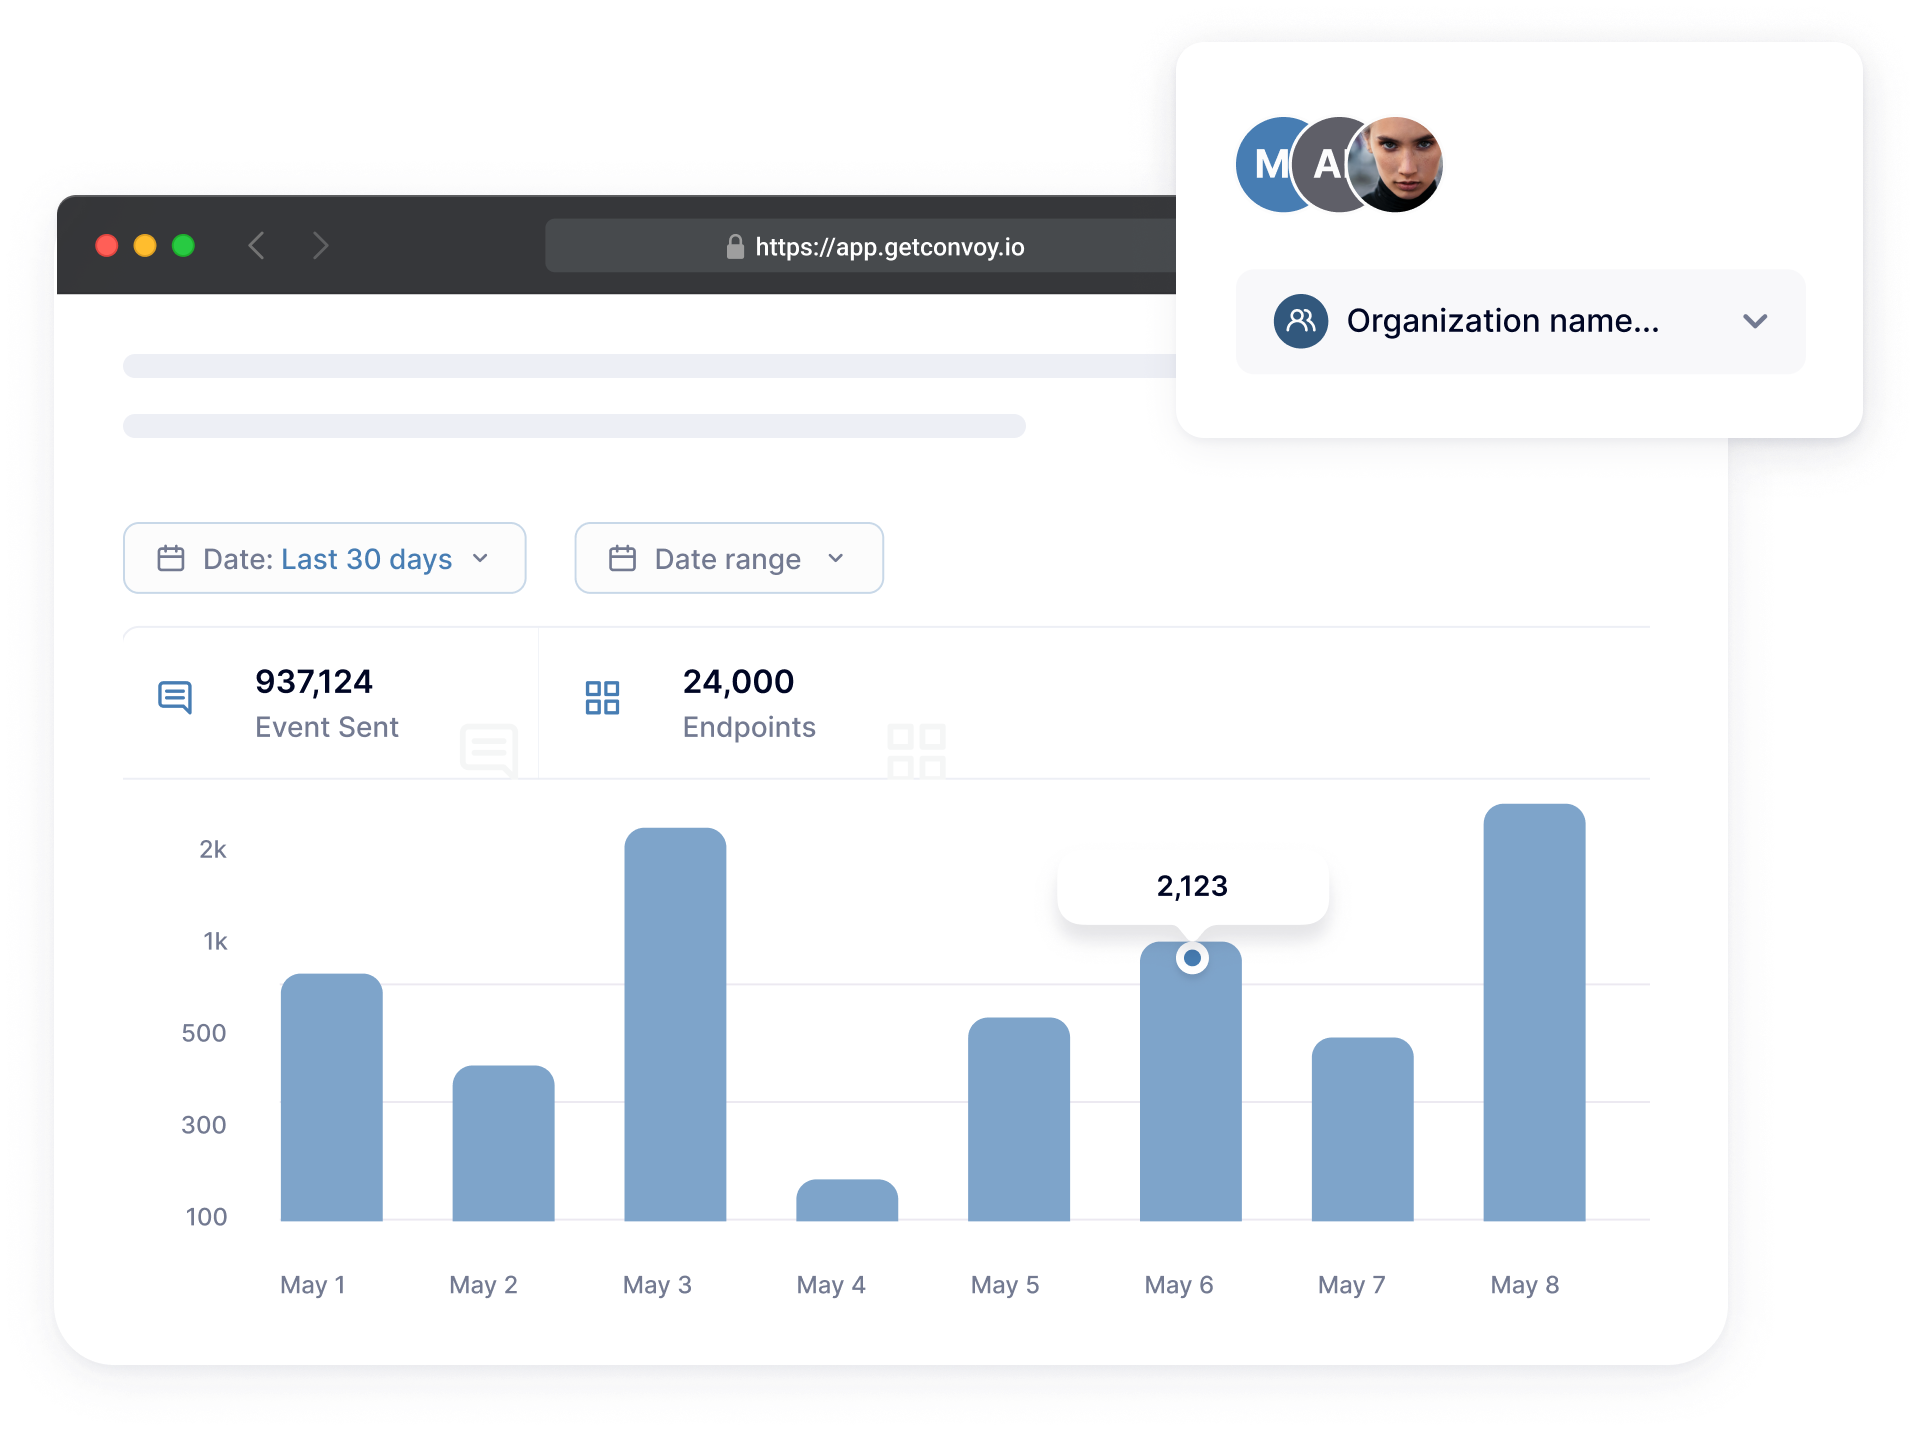 M
A
https://app.getconvoy.io
Organization name...
Date: Last 30 days
Date range
937,124
Event Sent
24,000
Endpoints
2k
1k
500
300
100
2,123
May 1
May 2
May 3
May 4
May 5
May 6
May 7
May 8